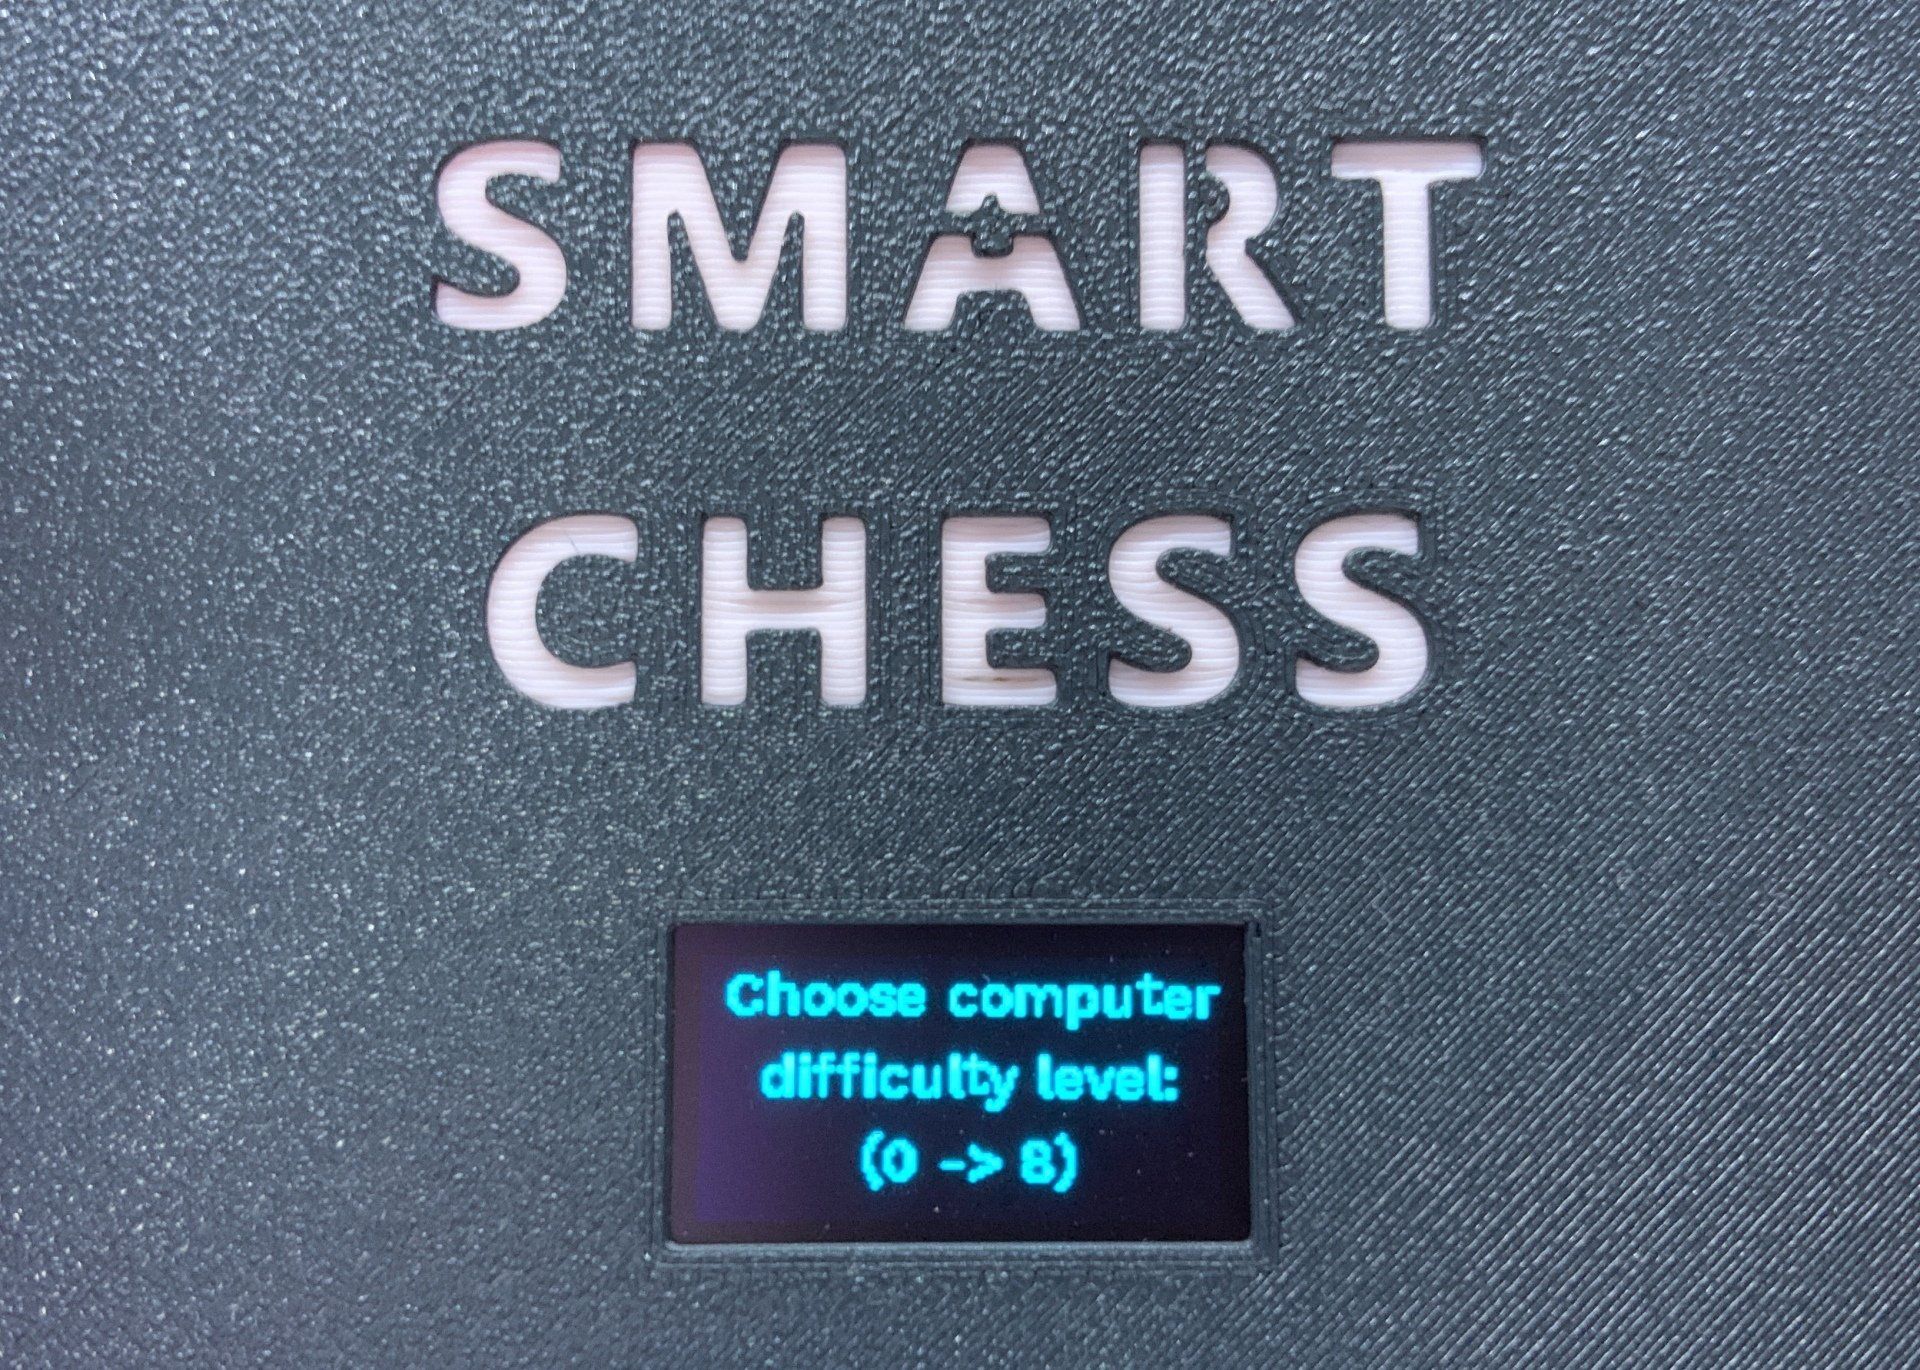 SMART
CHESS
Choose computer
difficulty level:
(0 -> 8)